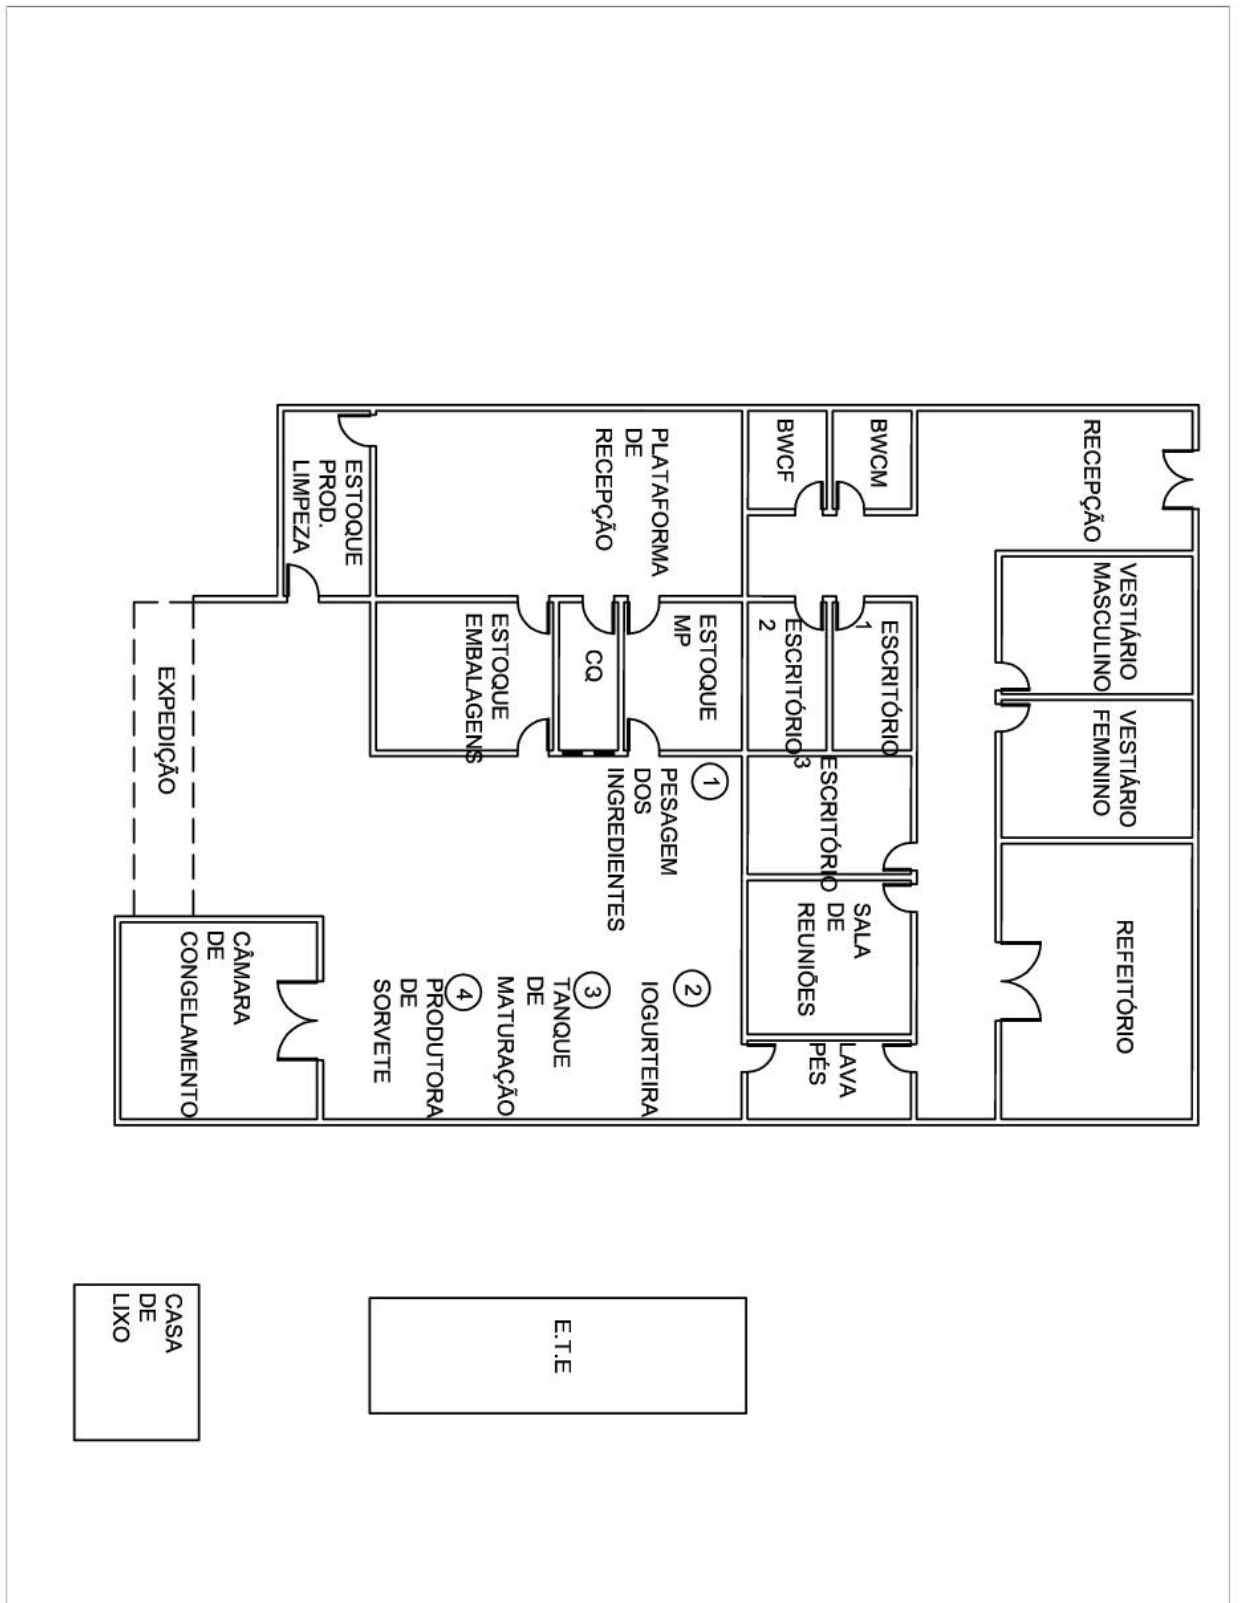 RECEPÇÃO
VESTIÁRIO
MASCULINO
VESTIÁRIO
FEMININO
REFEITÓRIO
BWCM
ESCRITÓRIO
1
BWCF
ESCRITÓRIO
2
ESCRITÓRIO
3
SALA
DE
REUNIÕES
LAVA
PÉS
PLATAFORMA
DE
RECEPÇÃO
ESTOQUE
MP
CQ
ESTOQUE
EMBALAGENS
1
PESAGEM
DOS
INGREDIENTES
2
IOGURTEIRA
3
TANQUE
DE
MATURAÇÃO
4
PRODUTORA
DE
SORVETE
ESTOQUE
PROD.
LIMPEZA
EXPEDIÇÃO
CÂMARA
DE
CONGELAMENTO
E.T.E
CASA
DE
LIXO